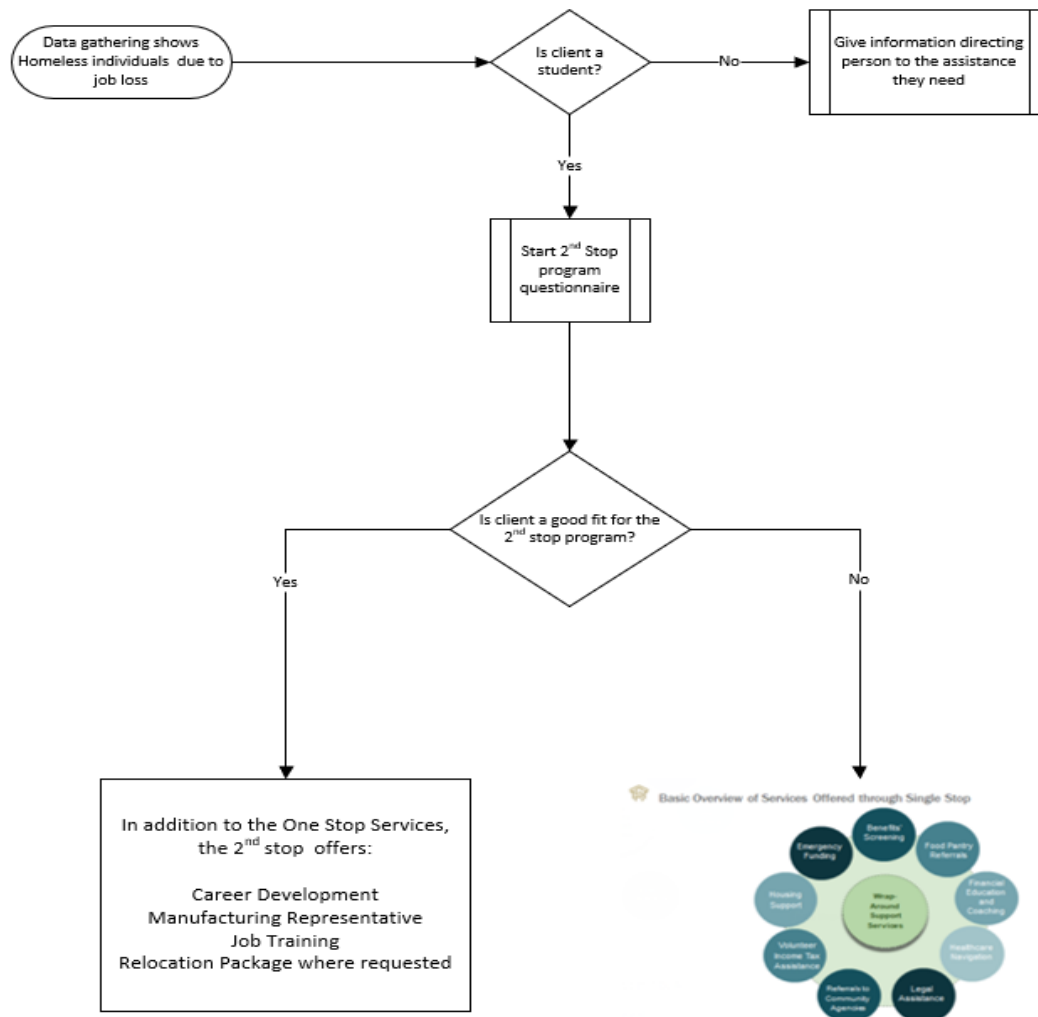 Data gathering shows
Homeless individuals due to
job loss
Is client a
student?
No
Give information directing
person to the assistance
they need
Yes
Start 2nd Stop
program
questionnaire
Is client a good fit for the
2nd stop program?
Yes
No
In addition to the One Stop Services,
the 2nd stop offers:
Career Development
Manufacturing Representative
Job Training
Relocation Package where requested
Basic Overview of Services Offered through Single Stop
Benefits'
Screening
Emergency
Funding
Food Pantry
Referrals
Housing
Support
Wrap-
Around
Support
Services
Financial
Education
and
Coaching
Volunteer
Income Tax
Assistance
Healthcare
Navigation
Referrals to
Community
Agencies
Legal
Assistance